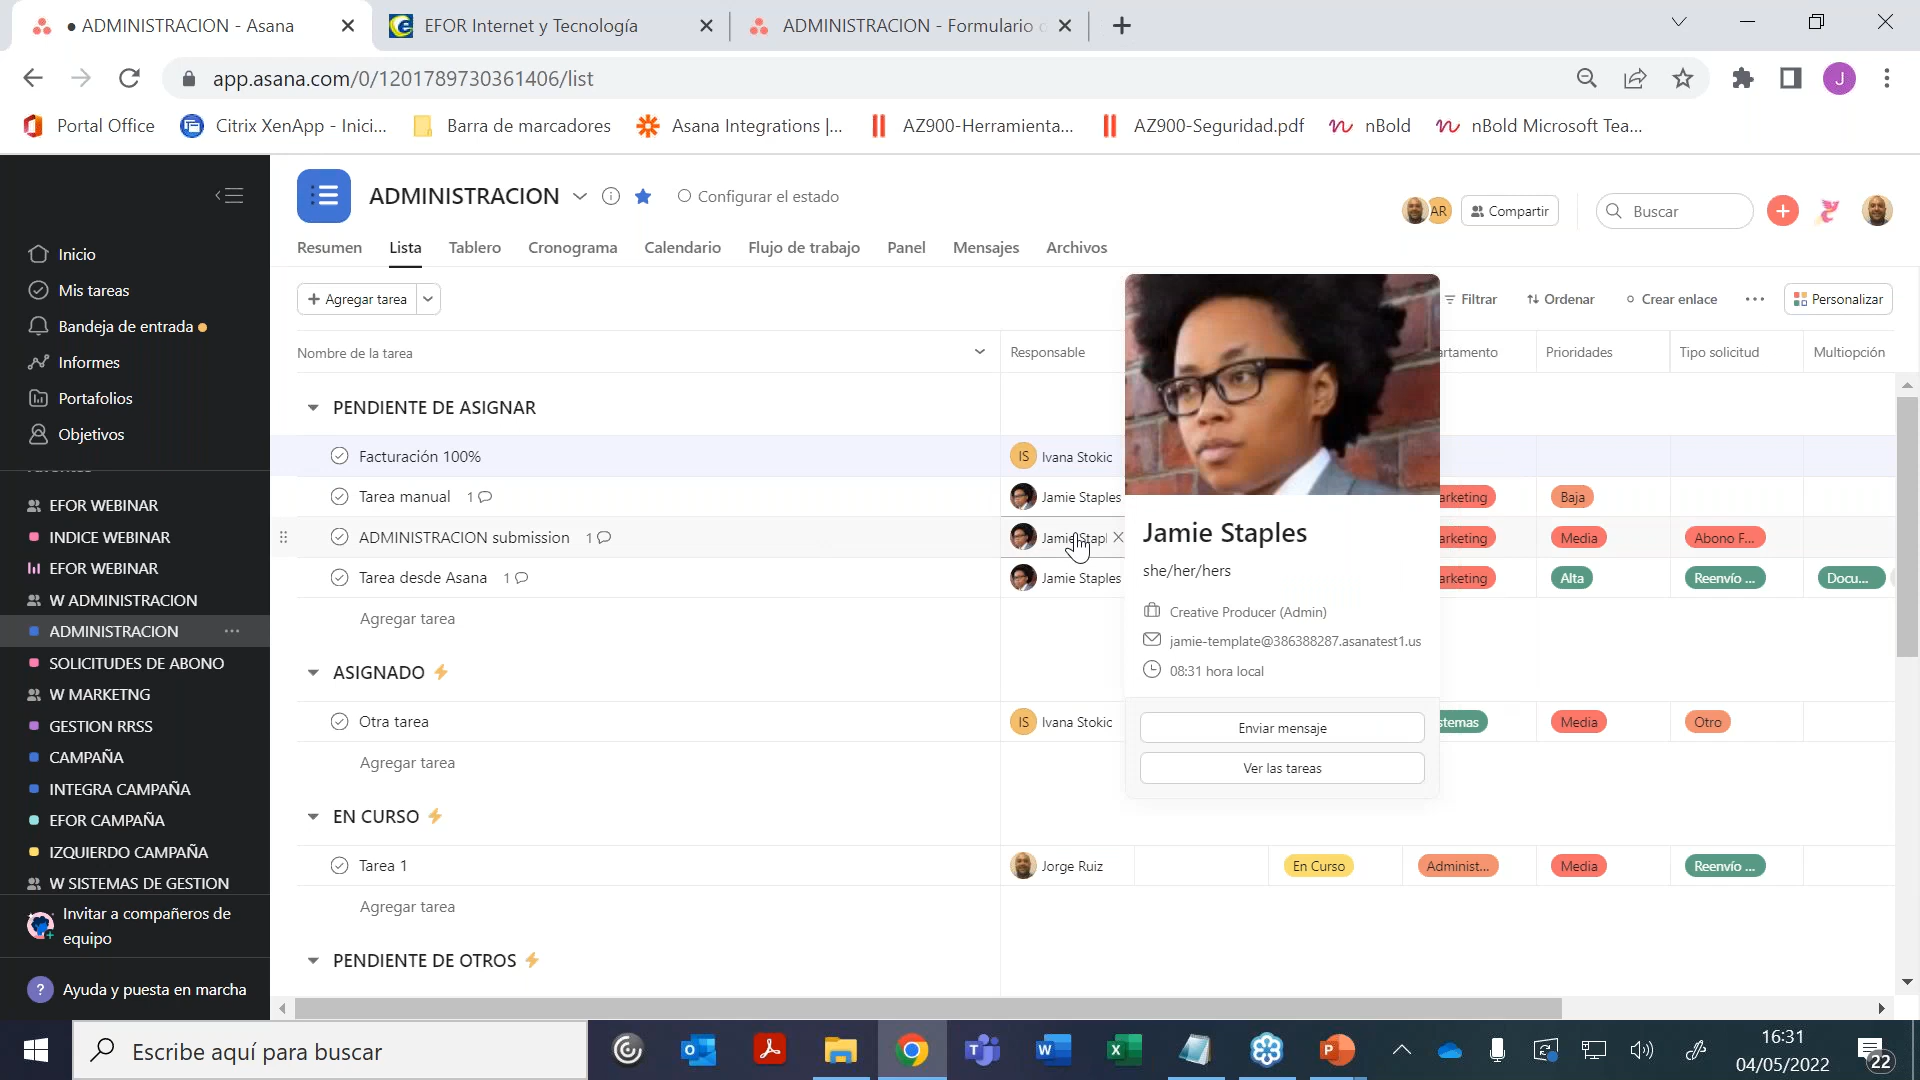 ● ADMINISTRACION - Asana
EFOR Internet y Tecnología
ADMINISTRACION - Formulario
app.asana.com/0/1201789730361406/list
J
Portal Office
Citrix XenApp - Inici...
Barra de marcadores
Asana Integrations |...
AZ900-Herramienta...
AZ900-Seguridad.pdf
nBold
nBold Microsoft Tea...
ADMINISTRACION
Configurar el estado
AR
Compartir
Buscar
Resumen
Lista
Tablero
Cronograma
Calendario
Flujo de trabajo
Panel
Mensajes
Archivos
Inicio
Mis tareas
Bandeja de entrada
Informes
Portafolios
Objetivos
EFOR WEBINAR
INDICE WEBINAR
EFOR WEBINAR
W ADMINISTRACION
ADMINISTRACION
SOLICITUDES DE ABONO
W MARKETNG
GESTION RRSS
CAMPAÑA
INTEGRA CAMPAÑA
EFOR CAMPAÑA
IZQUIERDO CAMPAÑA
W SISTEMAS DE GESTION
Invitar a compañeros de
equipo
? Ayuda y puesta en marcha
+ Agregar tarea
Filtrar
Ordenar
Crear enlace
Personalizar
Nombre de la tarea
Responsable
artamento
Prioridades
Tipo solicitud
Multiopción
PENDIENTE DE ASIGNAR
Facturación 100% IS Ivana Stokic
Tarea manual 1 Jamie Staples arketing Baja
ADMINISTRACION submission 1 Jamie Stapl arketing Media Abono F...
Tarea desde Asana 1 Jamie Staples arketing Alta Reenvío ... Docu...
Agregar tarea
ASIGNADO
Otra tarea IS Ivana Stokic stemas Media Otro
Agregar tarea
EN CURSO
Tarea 1 Jorge Ruiz En Curso Administ... Media Reenvío ...
Agregar tarea
PENDIENTE DE OTROS
Jamie Staples
she/her/hers
Creative Producer (Admin)
jamie-template@386388287.asanatest1.us
08:31 hora local
Enviar mensaje
Ver las tareas
Escribe aquí para buscar
16:31
04/05/2022
22